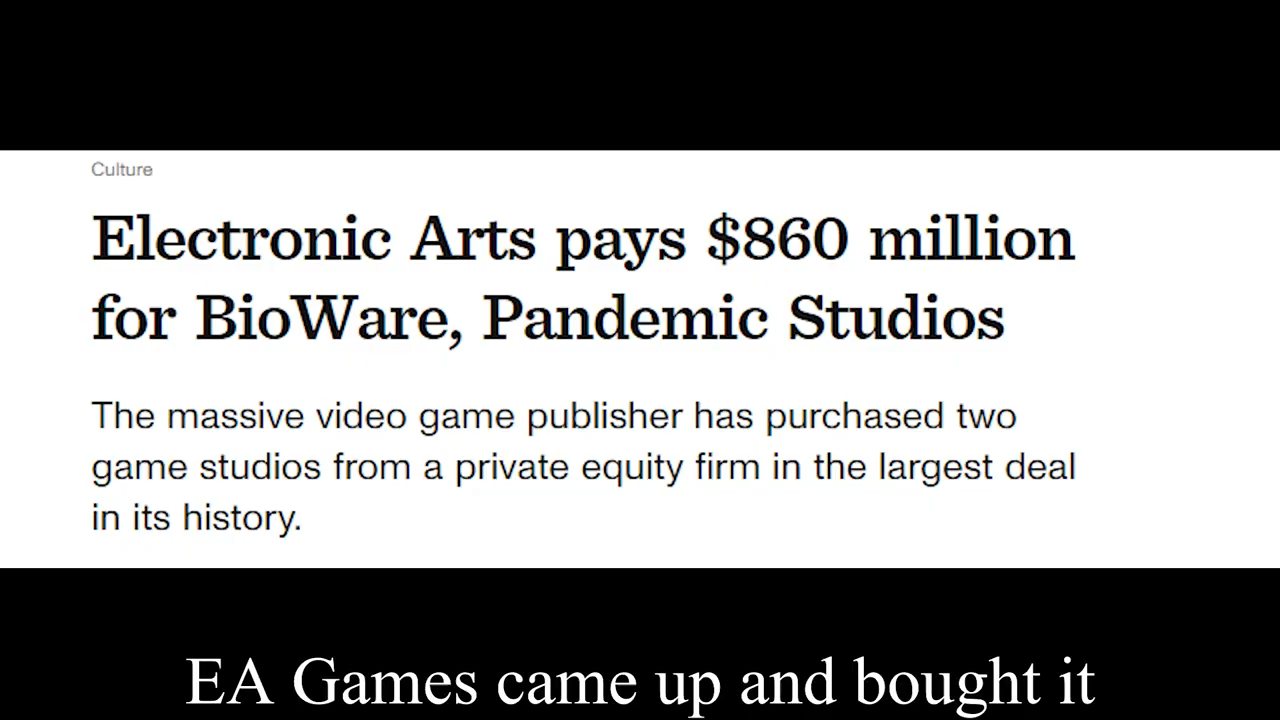 Culture
Electronic Arts pays $860 million
for BioWare, Pandemic Studios
The massive video game publisher has purchased two
game studios from a private equity firm in the largest deal
in its history.
EA Games came up and bought it